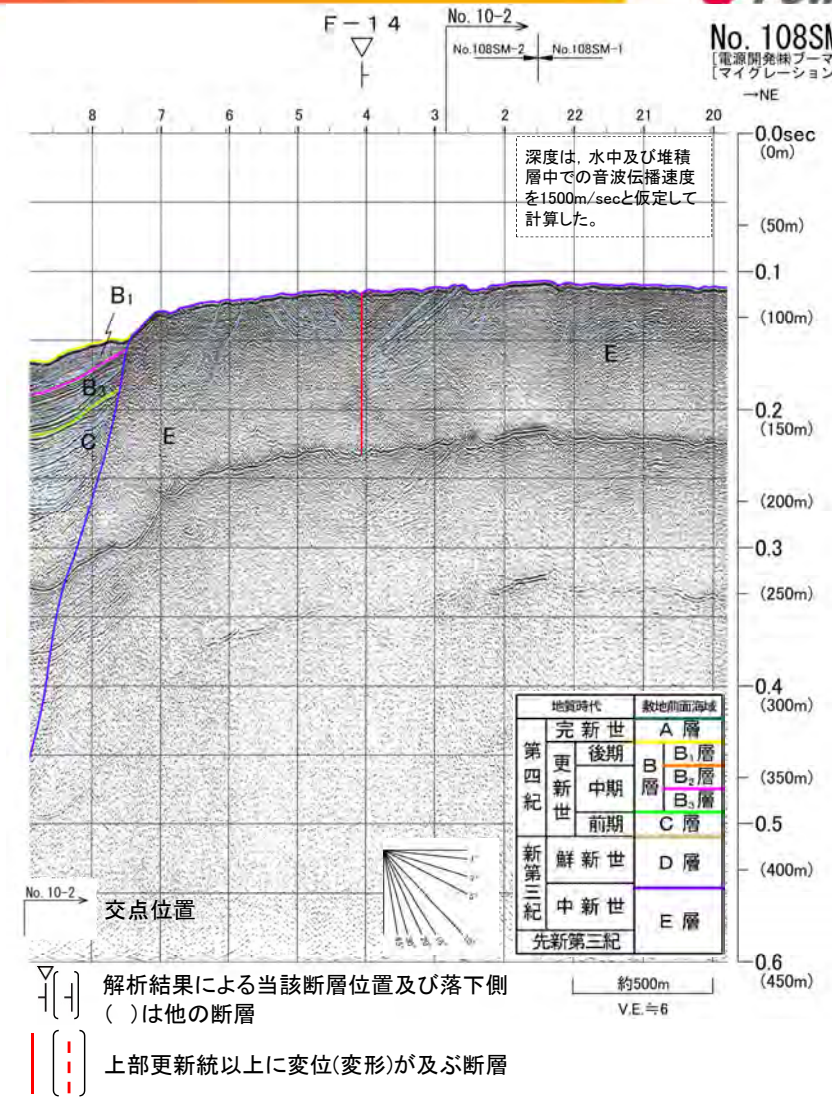 F-14
No. 10-2
No.108SM-2
No.108SM-1
No. 108SM
[電源開発㈱ブーマ
[マイグレーション
→NE
8 7 6 5 4 3 2 22 21 20
0.0sec
(0m)
深度は，水中及び堆積
層中での音波伝播速度
を1500m/secと仮定して
計算した。
(50m)
0.1
(100m)
0.2
(150m)
(200m)
0.3
(250m)
0.4
(300m)
(350m)
0.5
(400m)
0.6
(450m)
B₁
B₃
C
E
E
地質時代 敷地前面海域
第四紀 完新世 A 層
更新世 後期 B層 B₁層
中期 B₂層
B₃層
前期 C 層
新第三紀 鮮新世 D 層
中新世 E 層
先新第三紀
No. 10-2
交点位置
約500m
V.E.≒6
解析結果による当該断層位置及び落下側
( )は他の断層
上部更新統以上に変位(変形)が及ぶ断層